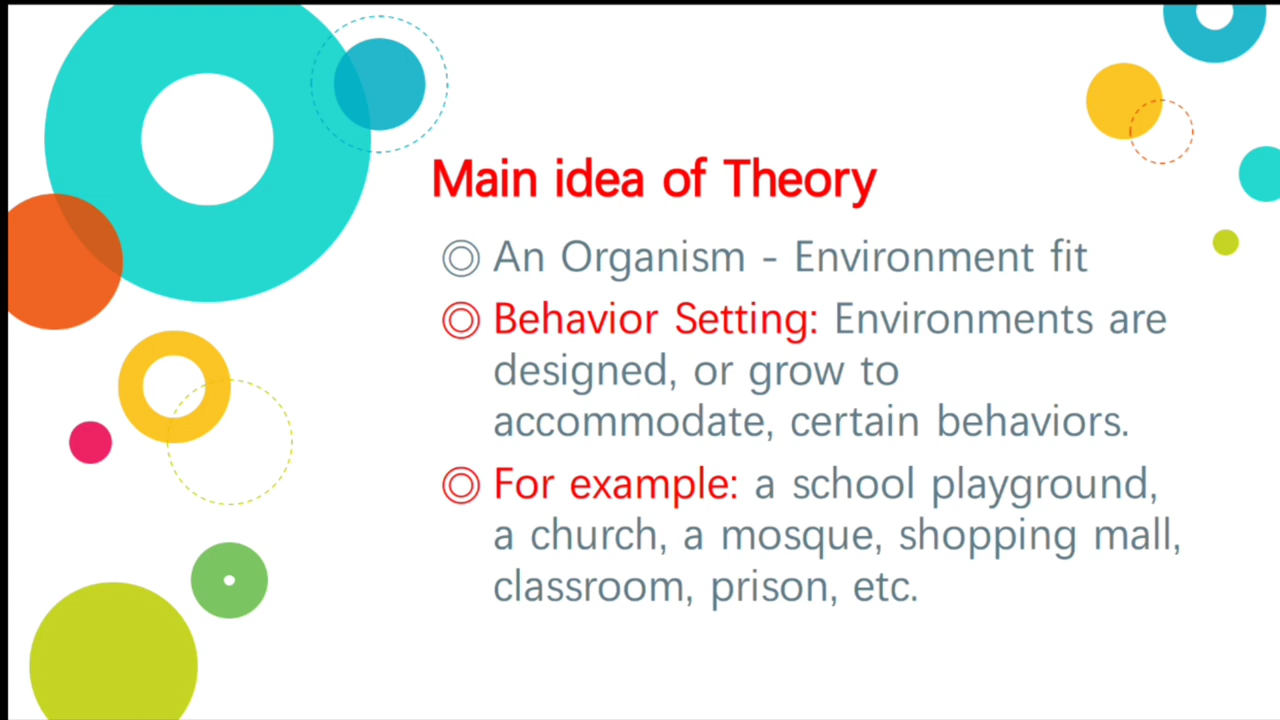 Main idea of Theory
◎ An Organism - Environment fit
◎ Behavior Setting: Environments are
designed, or grow to
accommodate, certain behaviors.
◎ For example: a school playground,
a church, a mosque, shopping mall,
classroom, prison, etc.